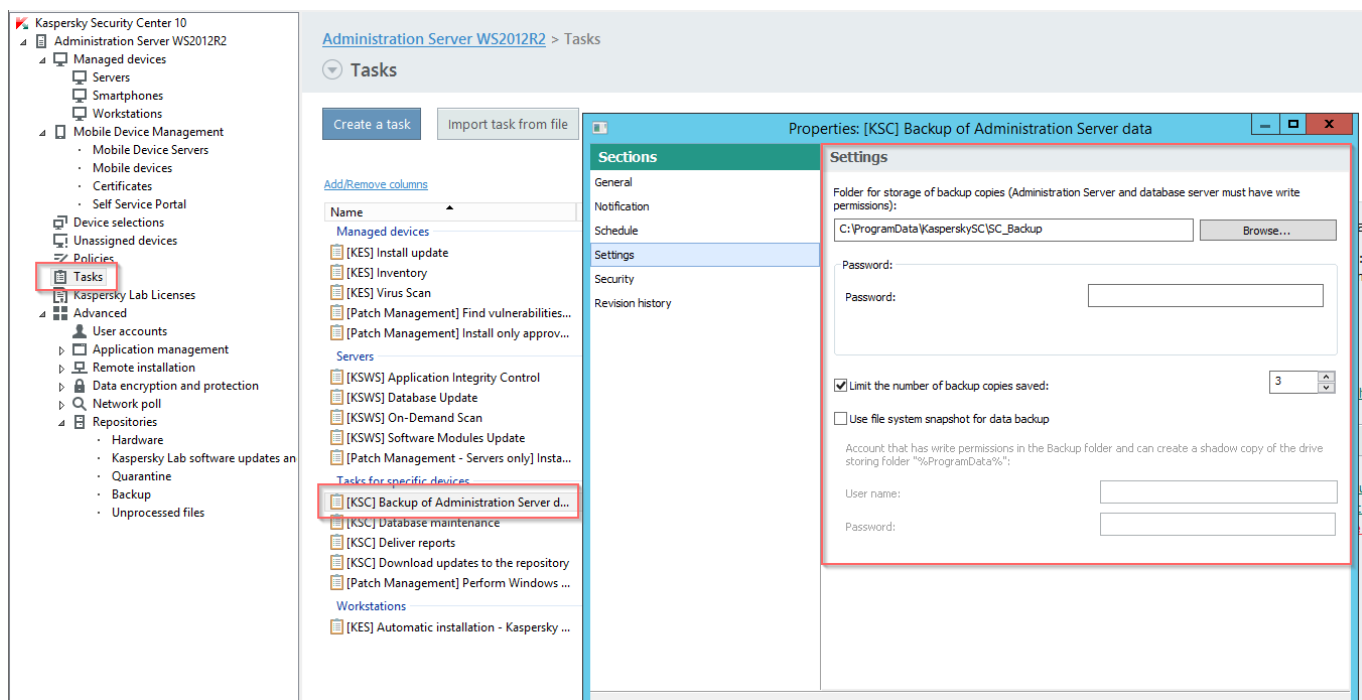 Kaspersky Security Center 10
Administration Server WS2012R2
Managed devices
Servers
Smartphones
Workstations
Mobile Device Management
Mobile Device Servers
Mobile devices
Certificates
Self Service Portal
Device selections
Unassigned devices
Policies
Tasks
Kaspersky Lab Licenses
Advanced
User accounts
Application management
Remote installation
Data encryption and protection
Network poll
Repositories
Hardware
Kaspersky Lab software updates an
Quarantine
Backup
Unprocessed files
Administration Server WS2012R2 > Tasks
Tasks
Create a task
Import task from file
Add/Remove columns
Name
Managed devices
[KES] Install update
[KES] Inventory
[KES] Virus Scan
[Patch Management] Find vulnerabilities...
[Patch Management] Install only approv...
Servers
[KSWS] Application Integrity Control
[KSWS] Database Update
[KSWS] On-Demand Scan
[KSWS] Software Modules Update
[Patch Management - Servers only] Insta...
Tasks for specific devices
[KSC] Backup of Administration Server d...
[KSC] Database maintenance
[KSC] Deliver reports
[KSC] Download updates to the repository
[Patch Management] Perform Windows ...
Workstations
[KES] Automatic installation - Kaspersky ...
Properties: [KSC] Backup of Administration Server data
Sections
General
Notification
Schedule
Settings
Security
Revision history
Settings
Folder for storage of backup copies (Administration Server and database server must have write
permissions):
C:\ProgramData\KasperskySC\SC_Backup
Browse...
Password:
Password:
Limit the number of backup copies saved:
3
Use file system snapshot for data backup
Account that has write permissions in the Backup folder and can create a shadow copy of the drive
storing folder "%ProgramData%":
User name:
Password: